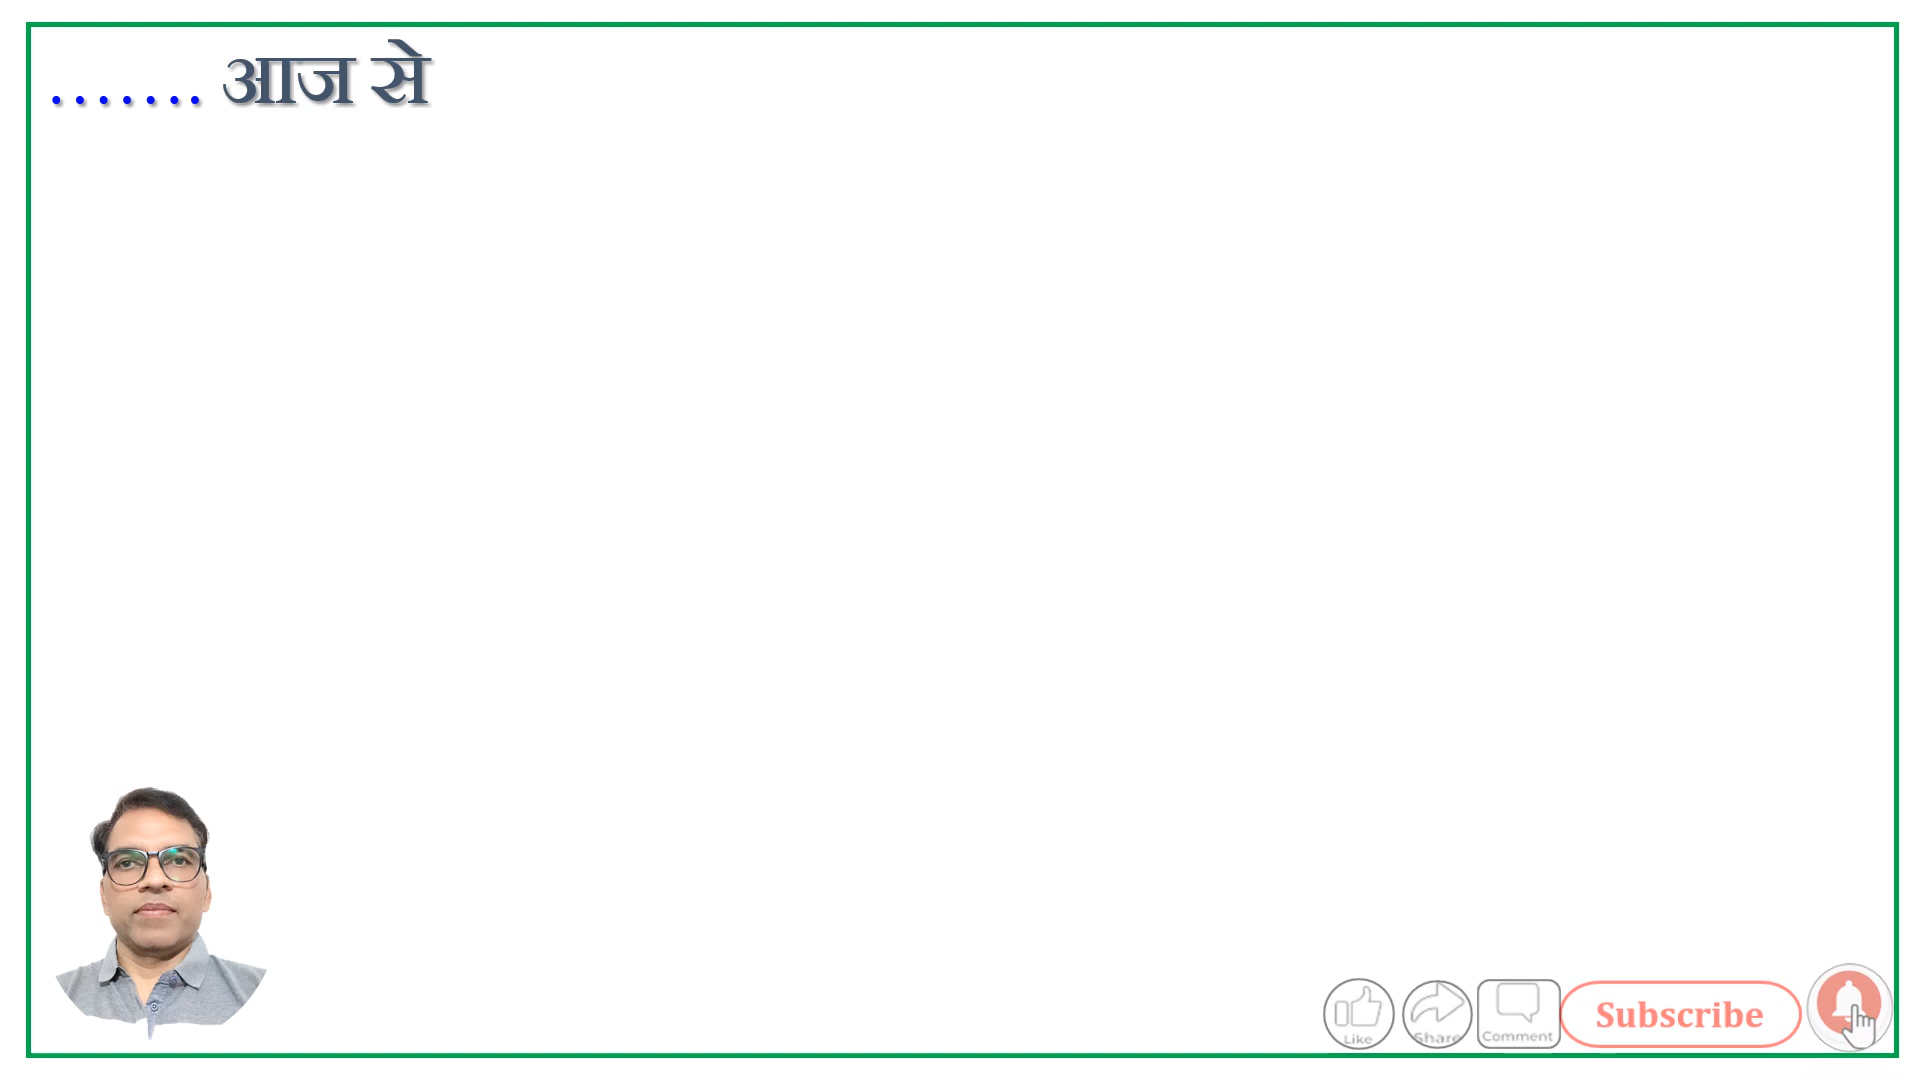 ....... आज से
Like Share Comment Subscribe